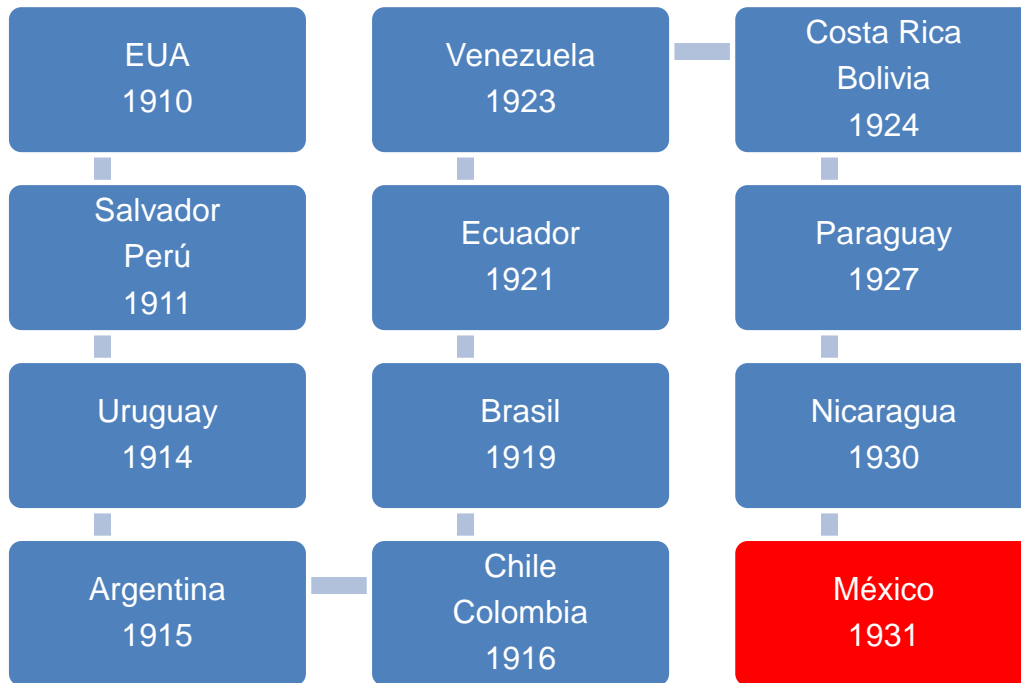 EUA
1910
Salvador
Perú
1911
Uruguay
1914
Argentina
1915
Chile
Colombia
1916
Brasil
1919
Ecuador
1921
Venezuela
1923
Costa Rica
Bolivia
1924
Paraguay
1927
Nicaragua
1930
México
1931